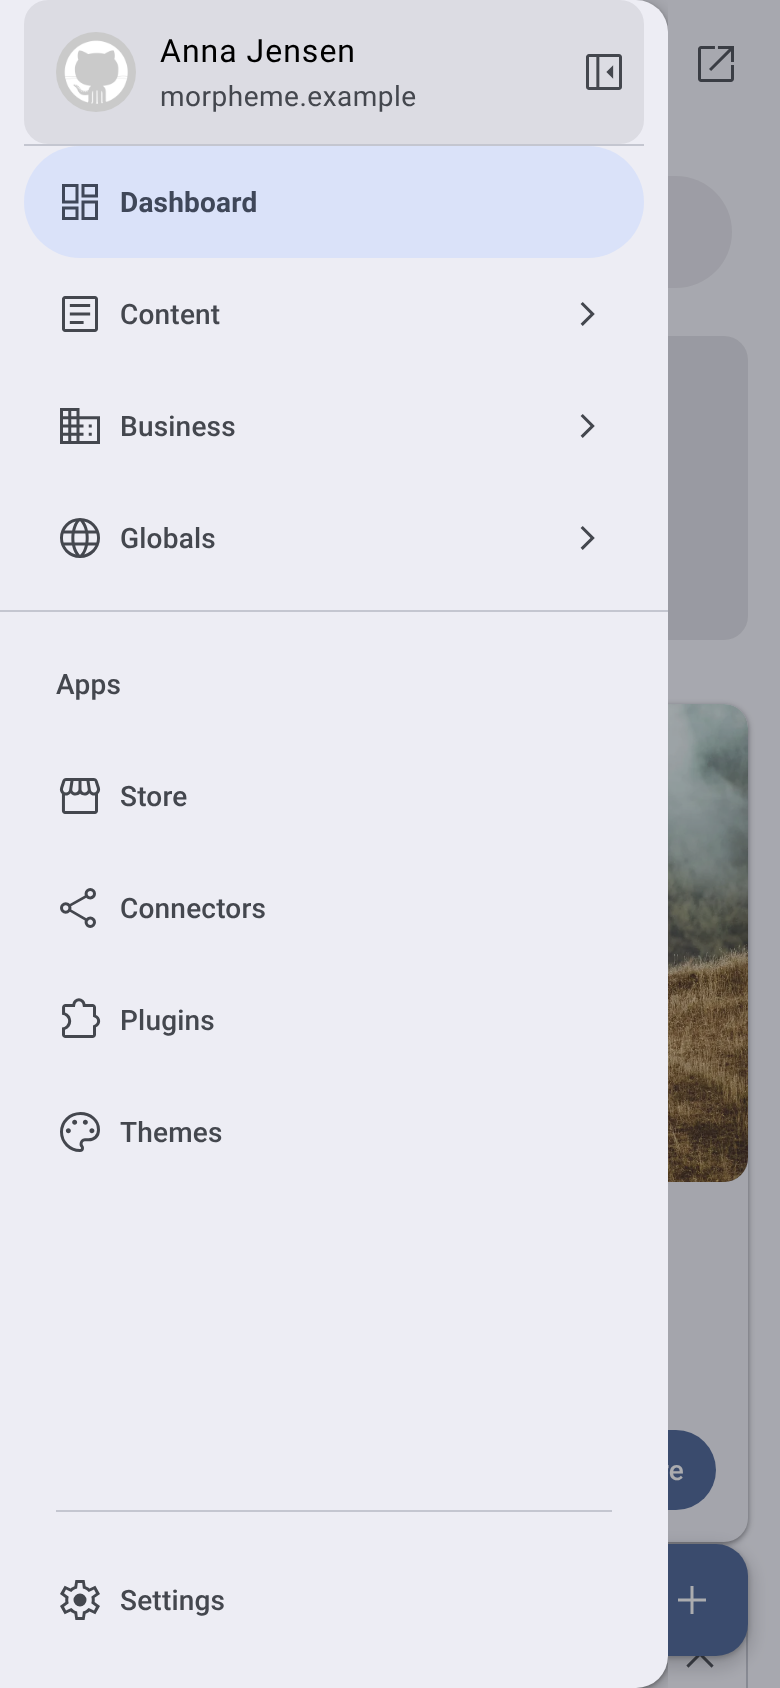 Anna Jensen
morpheme.example
Dashboard
Content
Business
Globals
Apps
Store
Connectors
Plugins
Themes
Settings